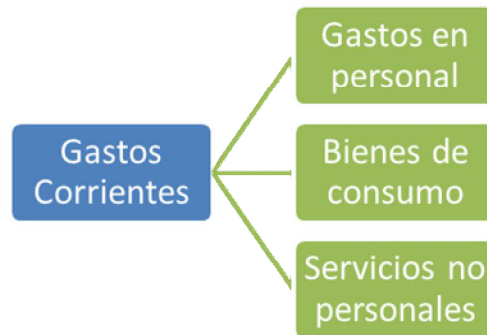 Gastos
Corrientes
Gastos en
personal
Bienes de
consumo
Servicios no
personales